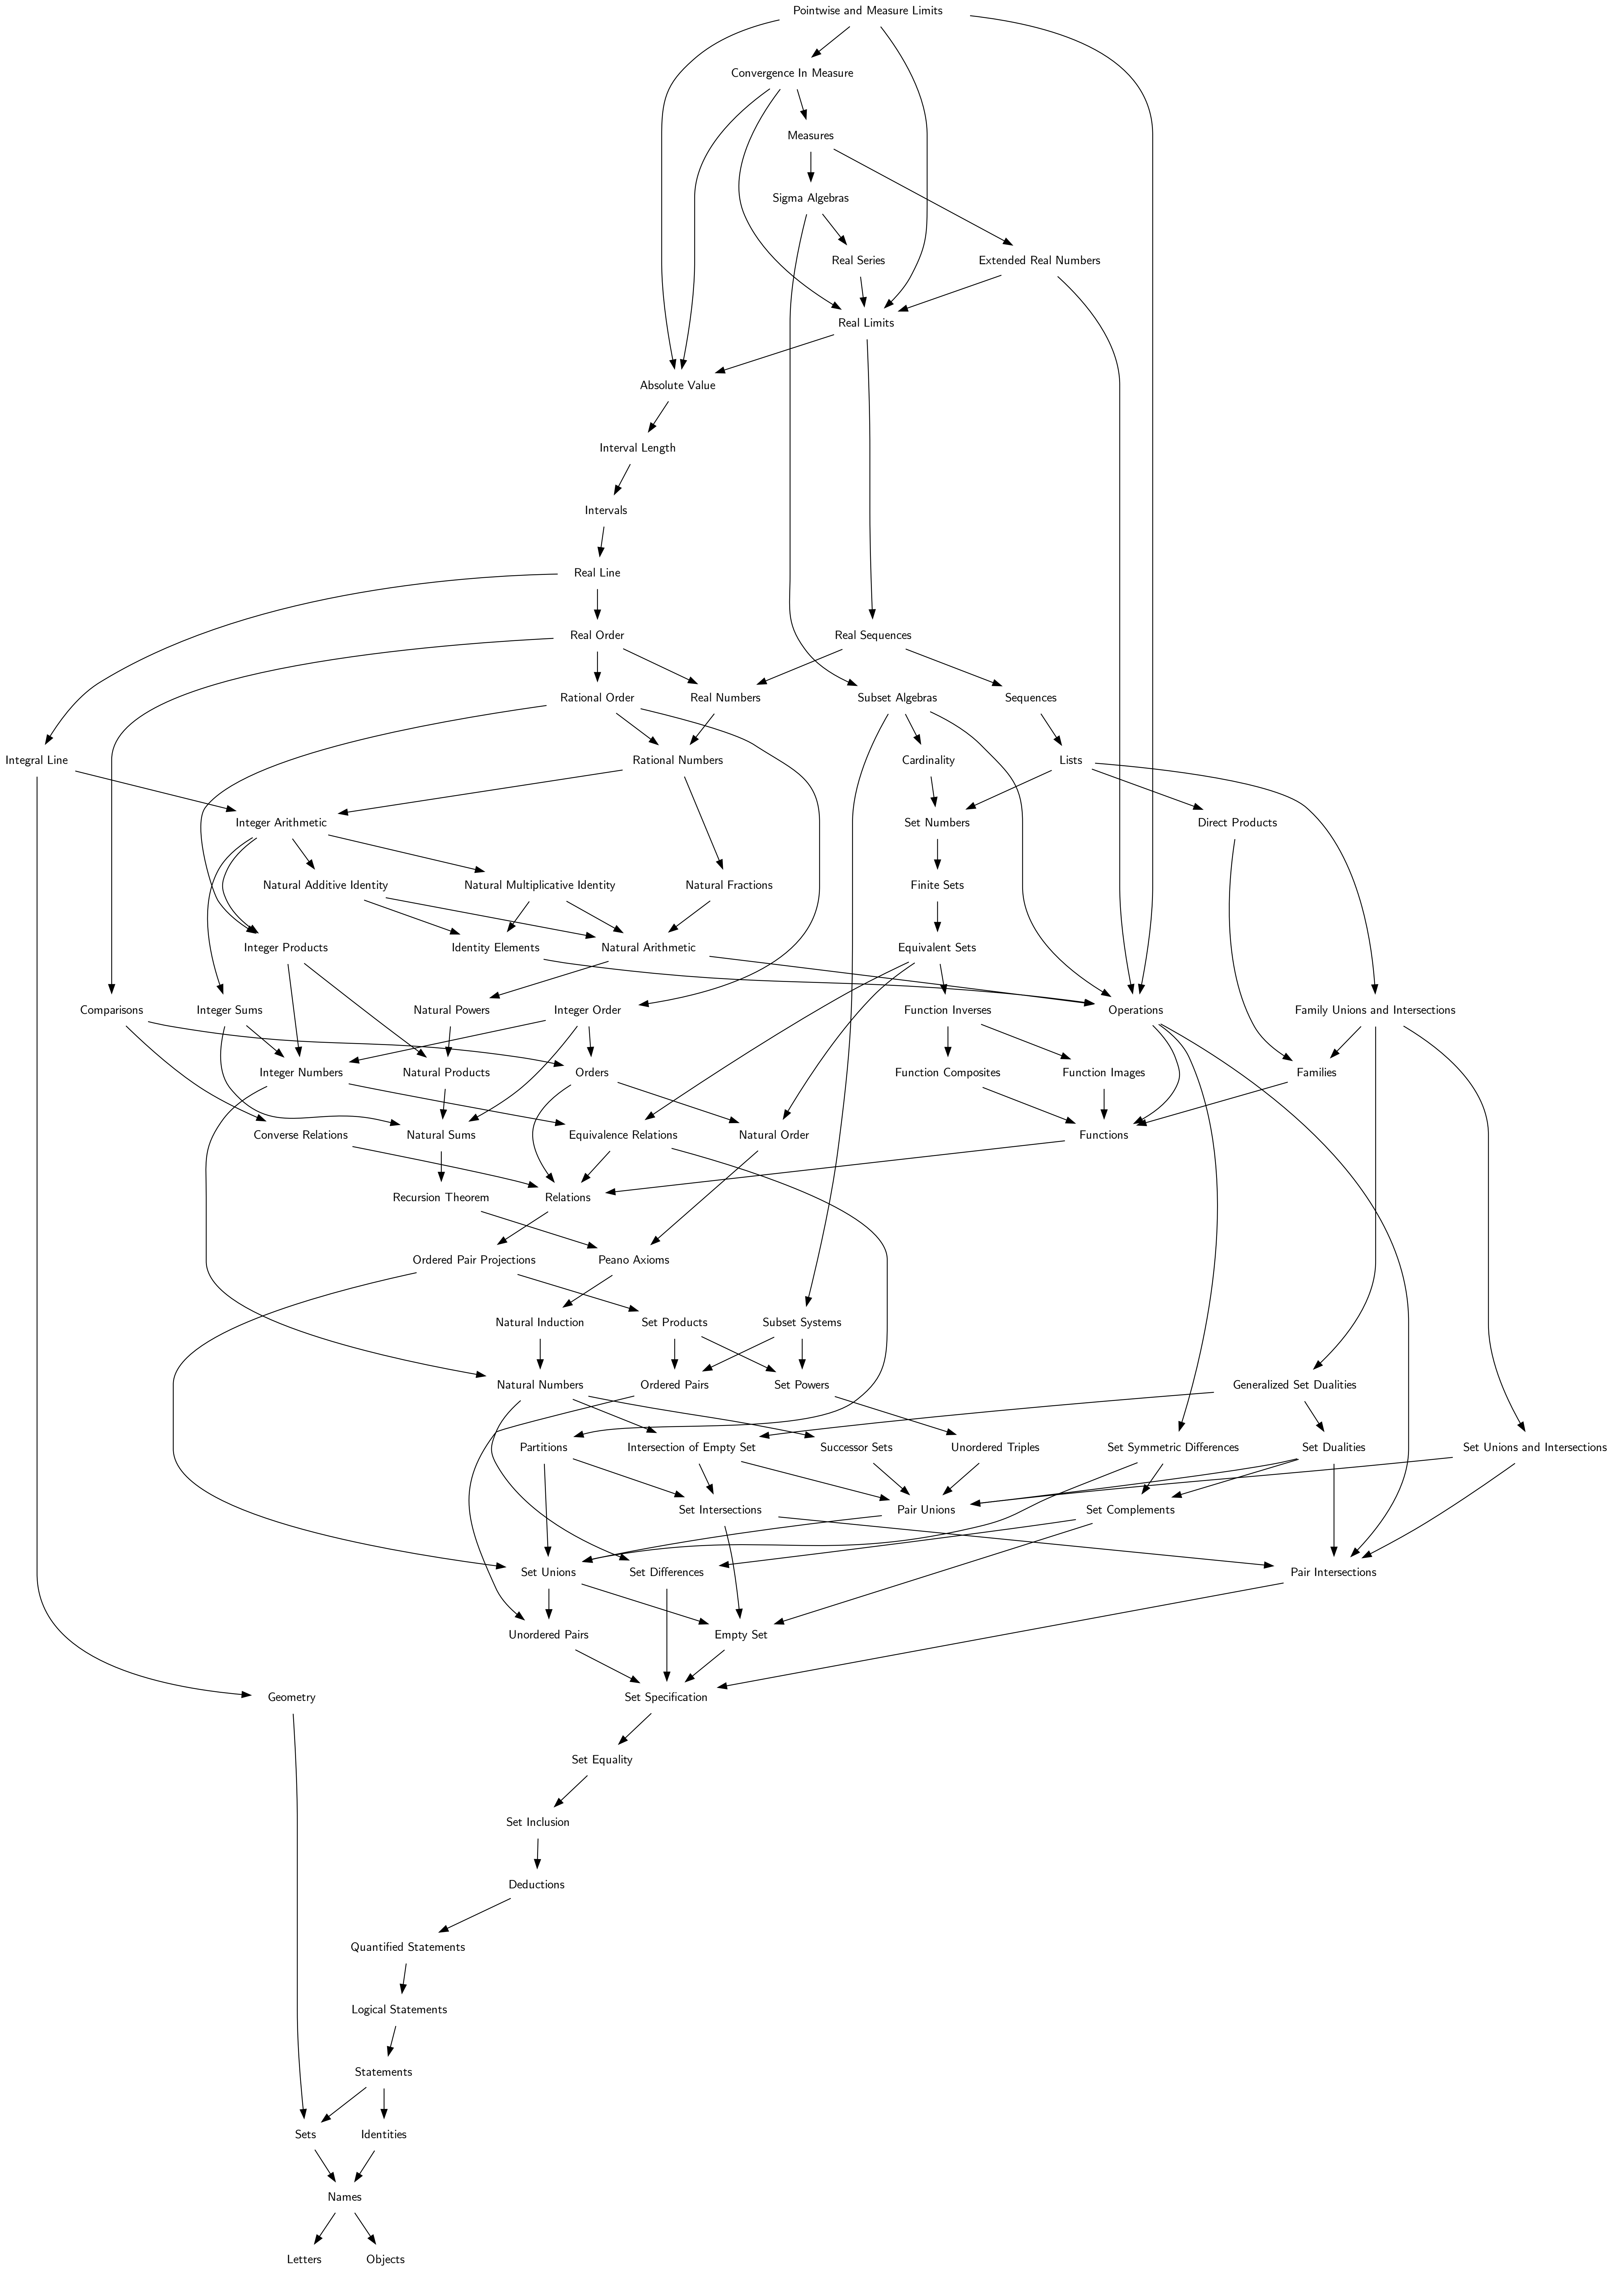 Pointwise and Measure Limits
Convergence In Measure
Measures
Sigma Algebras
Real Series
Extended Real Numbers
Real Limits
Absolute Value
Interval Length
Intervals
Real Line
Real Order
Real Sequences
Rational Order
Real Numbers
Subset Algebras
Sequences
Integral Line
Rational Numbers
Cardinality
Lists
Integer Arithmetic
Set Numbers
Direct Products
Natural Additive Identity
Natural Multiplicative Identity
Natural Fractions
Finite Sets
Integer Products
Identity Elements
Natural Arithmetic
Equivalent Sets
Comparisons
Integer Sums
Natural Powers
Integer Order
Function Inverses
Operations
Family Unions and Intersections
Integer Numbers
Natural Products
Orders
Function Composites
Function Images
Families
Converse Relations
Natural Sums
Equivalence Relations
Natural Order
Functions
Recursion Theorem
Relations
Ordered Pair Projections
Peano Axioms
Natural Induction
Set Products
Subset Systems
Natural Numbers
Ordered Pairs
Set Powers
Generalized Set Dualities
Partitions
Intersection of Empty Set
Successor Sets
Unordered Triples
Set Symmetric Differences
Set Dualities
Set Unions and Intersections
Set Intersections
Pair Unions
Set Complements
Set Unions
Set Differences
Pair Intersections
Unordered Pairs
Empty Set
Geometry
Set Specification
Set Equality
Set Inclusion
Deductions
Quantified Statements
Logical Statements
Statements
Sets
Identities
Names
Letters
Objects